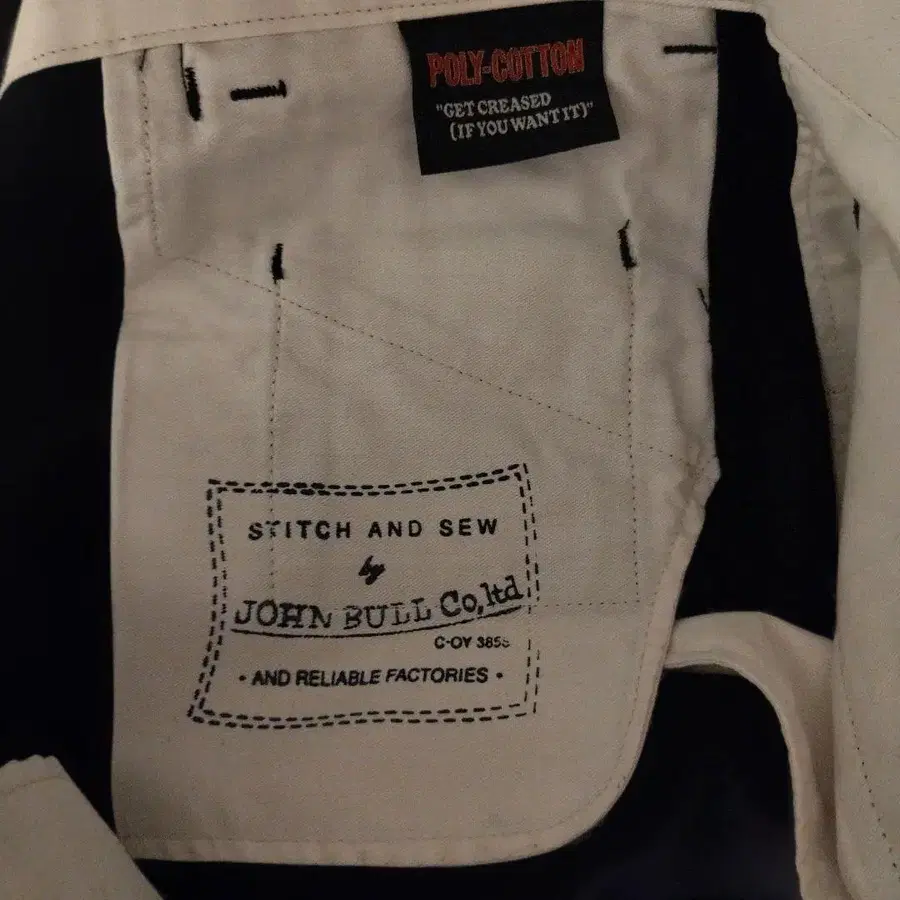 POLY-COTTON
"GET CREASED
(IF YOU WANT IT)"
STITCH AND SEW
by
JOHN BULL Co,ltd
C-OY
• AND RELIABLE FACTORIES •